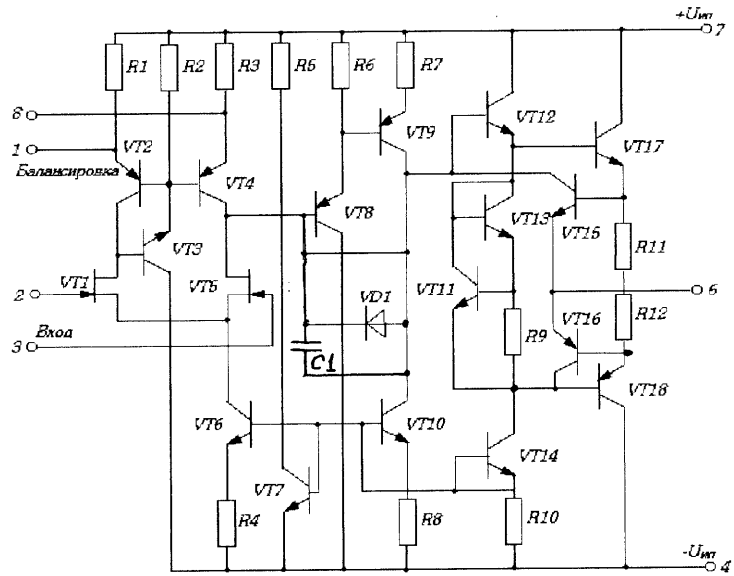 +Uип
7
R1
R2
R3
R5
R6
R7
8
1
VT2
Балансировка
VT4
VT9
VT12
VT17
VT3
VT8
VT13
VT15
R11
VT1
2
VT5
VD1
VT11
6
3
Вход
C1
R9
VT16
R12
VT6
VT10
VT18
VT7
VT14
R4
R8
R10
-Uип
4